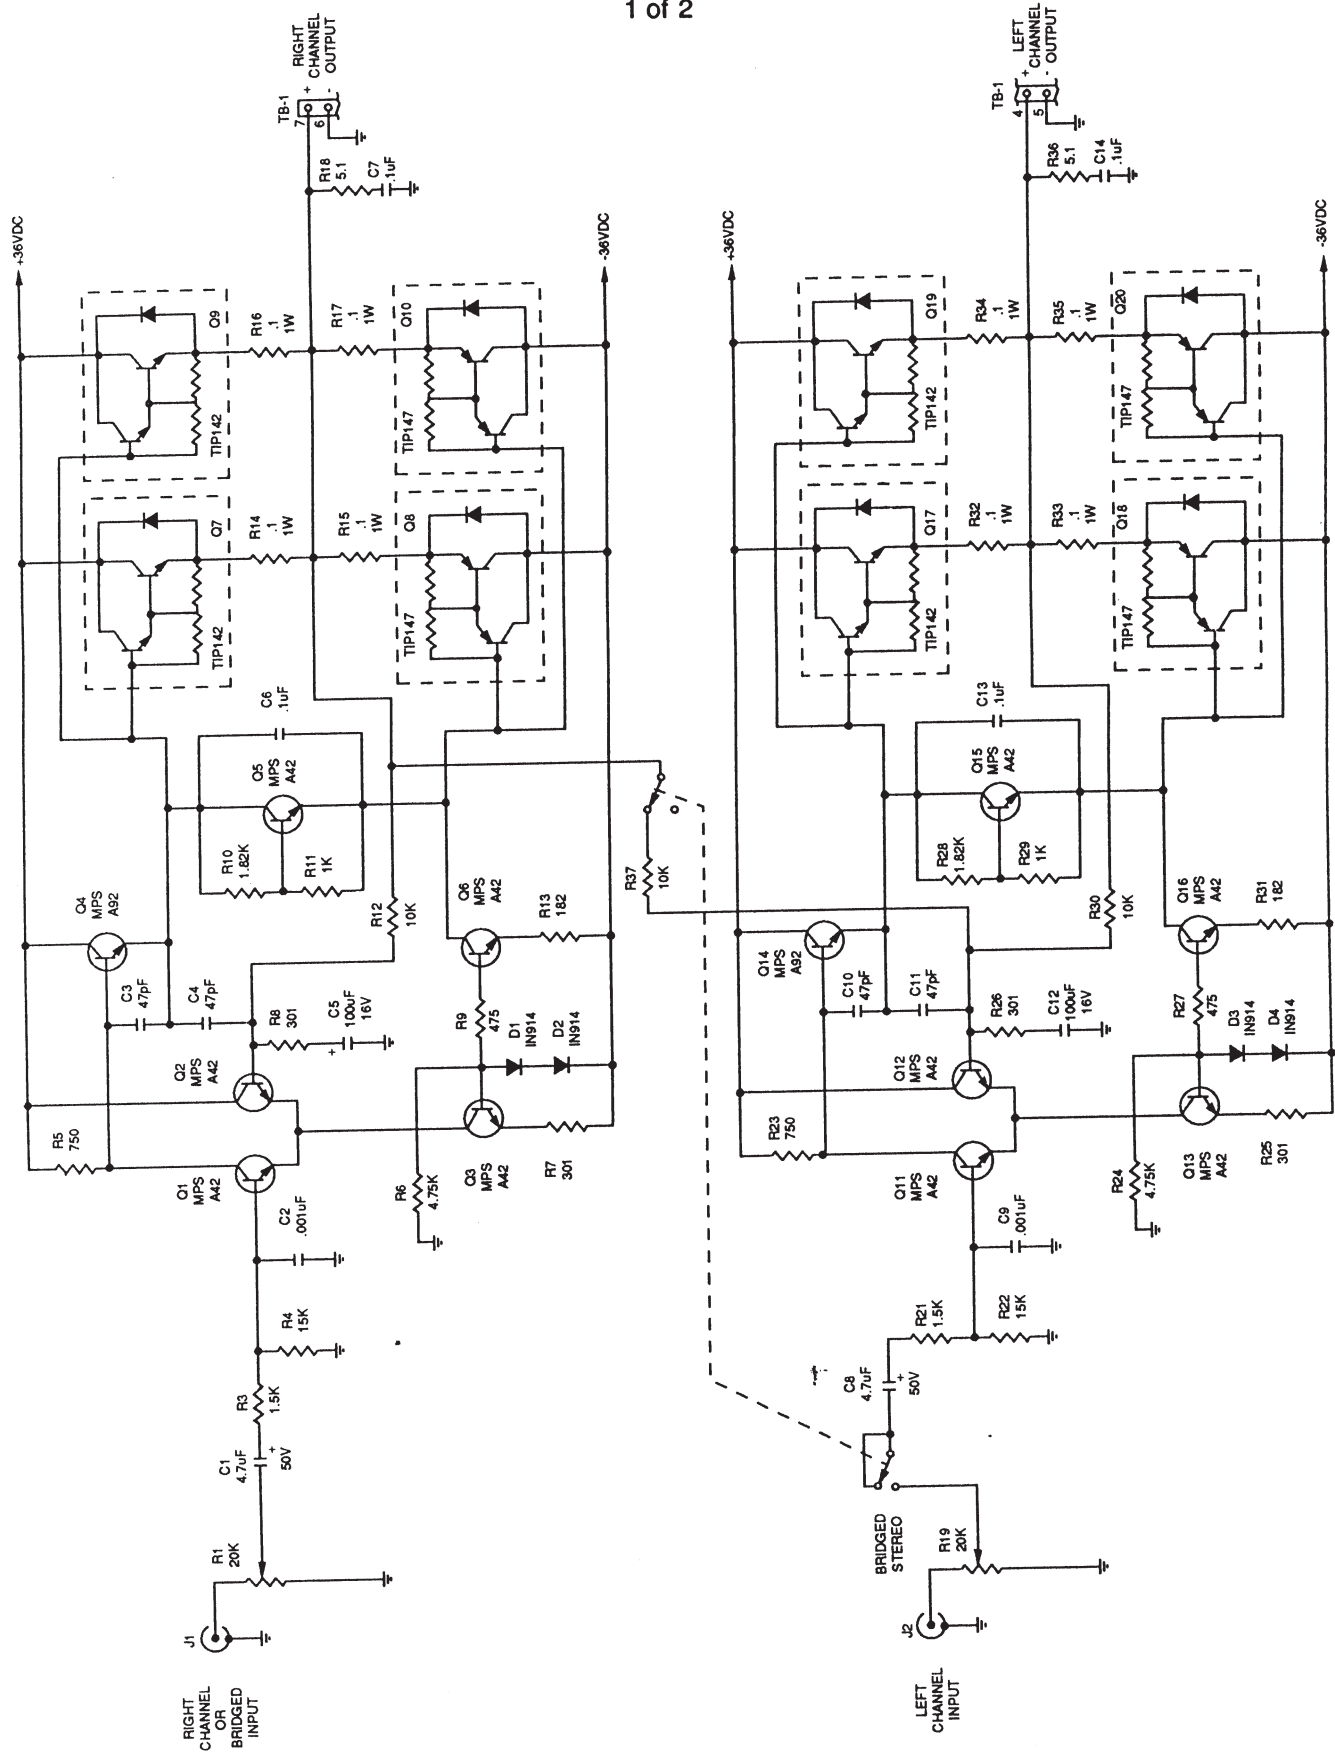 1 of 2
RIGHT
CHANNEL
OR
BRIDGED
INPUT
J1
R1
20K
C1
4.7uF
+
50V
R3
1.5K
R4
15K
C2
.001uF
Q1
MPS
A42
R5
750
Q2
MPS
A42
R6
4.75K
Q3
MPS
A42
R7
301
C3
47pF
C4
47pF
R8
301
+
C5
100uF
16V
R9
475
D1
IN914
D2
IN914
Q4
MPS
A92
R10
1.82K
R11
1K
R12
10K
Q6
MPS
A42
R13
182
Q5
MPS
A42
C6
.1uF
TIP142
Q7
R14
.1
1W
R15
.1
1W
TIP147
Q8
TIP142
Q9
R16
.1
1W
R17
.1
1W
TIP147
Q10
+36VDC
-36VDC
R18
5.1
C7
.1uF
TB-1
7
6
+
-
RIGHT
CHANNEL
OUTPUT
R37
10K
LEFT
CHANNEL
INPUT
J2
R19
20K
BRIDGED
STEREO
C8
4.7uF
+
50V
R21
1.5K
R22
15K
C9
.001uF
Q11
MPS
A42
R23
750
Q12
MPS
A42
R24
4.75K
Q13
MPS
A42
R25
301
C10
47pF
C11
47pF
R26
301
C12
100uF
16V
R27
475
D3
IN914
D4
IN914
Q14
MPS
A92
R28
1.82K
R29
1K
R30
10K
Q16
MPS
A42
R31
182
Q15
MPS
A42
C13
.1uF
TIP142
Q17
R32
.1
1W
R33
.1
1W
TIP147
Q18
TIP142
Q19
R34
.1
1W
R35
.1
1W
TIP147
Q20
+36VDC
-36VDC
R36
5.1
C14
.1uF
TB-1
4
5
+
-
LEFT
CHANNEL
OUTPUT